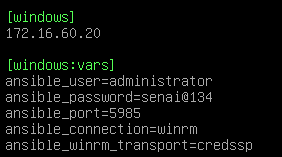 [windows]
172.16.60.20
[windows:vars]
ansible_user=administrator
ansible_password=senai@134
ansible_port=5985
ansible_connection=winrm
ansible_winrm_transport=credssp